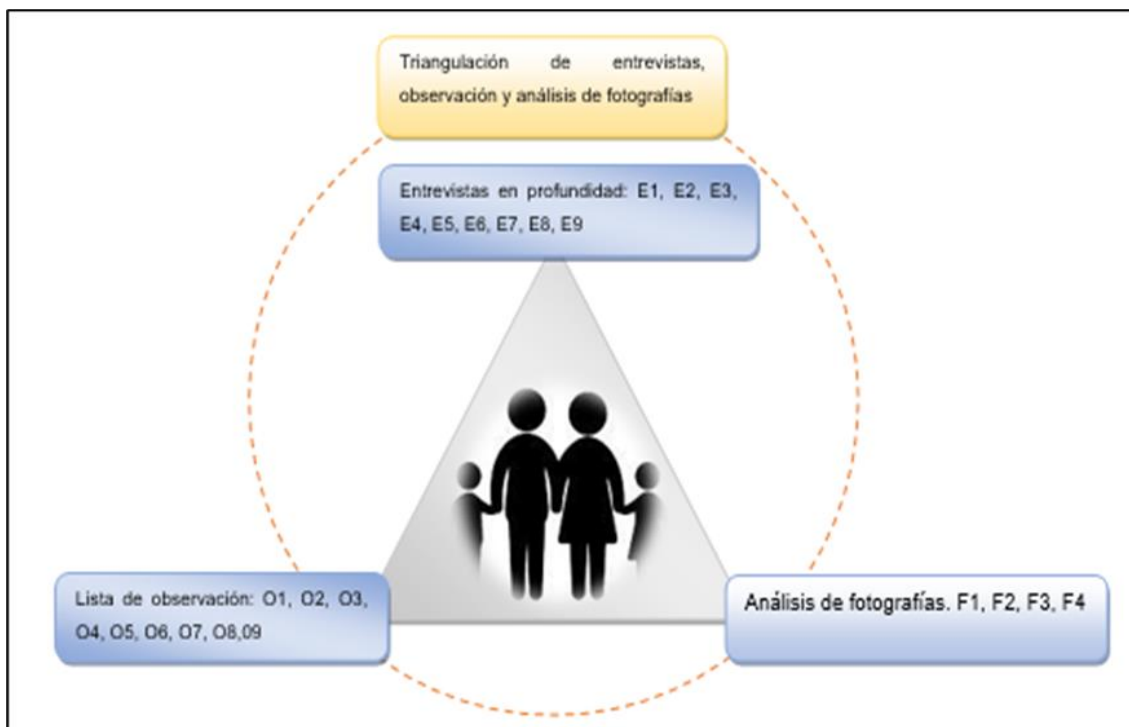 Triangulación de entrevistas,
observación y análisis de fotografías
Entrevistas en profundidad: E1, E2, E3,
E4, E5, E6, E7, E8, E9
Lista de observación: O1, O2, O3,
O4, O5, O6, O7, O8,09
Análisis de fotografías. F1, F2, F3, F4